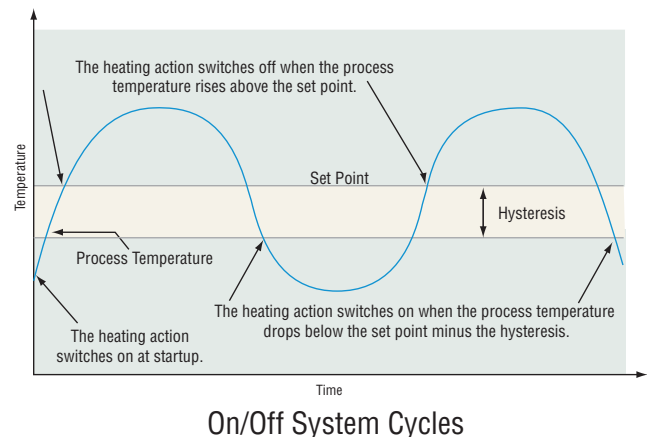 The heating action switches off when the process
temperature rises above the set point.
Temperature
Set Point
Hysteresis
Process Temperature
The heating action switches on when the process temperature
drops below the set point minus the hysteresis.
The heating action
switches on at startup.
Time
On/Off System Cycles